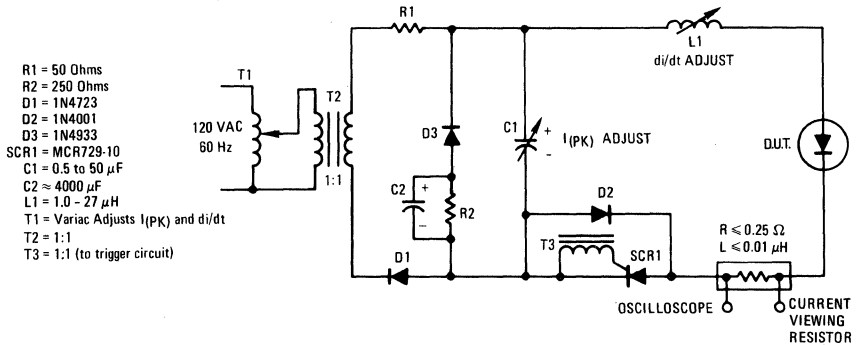 R1 = 50 Ohms
R2 = 250 Ohms
D1 = 1N4723
D2 = 1N4001
D3 = 1N4933
SCR1 = MCR729-10
C1 = 0.5 to 50 µF
C2 ≈ 4000 µF
L1 = 1.0 - 27 µH
T1 = Variac Adjusts I(PK) and di/dt
T2 = 1:1
T3 = 1:1 (to trigger circuit)
T1
120 VAC
60 Hz
T2
1:1
R1
D3
C2
+
−
R2
D1
C1
+
−
I(PK) ADJUST
L1
di/dt ADJUST
D.U.T.
D2
T3
SCR1
R ⩽ 0.25 Ω
L ⩽ 0.01 µH
OSCILLOSCOPE
CURRENT
VIEWING
RESISTOR